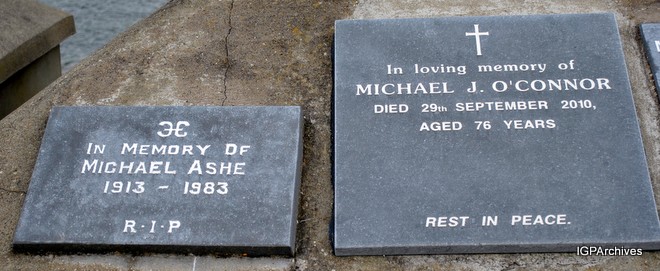 IN MEMORY OF
MICHAEL ASHE
1913 - 1983
R·I·P
In loving memory of
MICHAEL J. O'CONNOR
DIED 29th SEPTEMBER 2010,
AGED 76 YEARS
REST IN PEACE.
IGPArchives